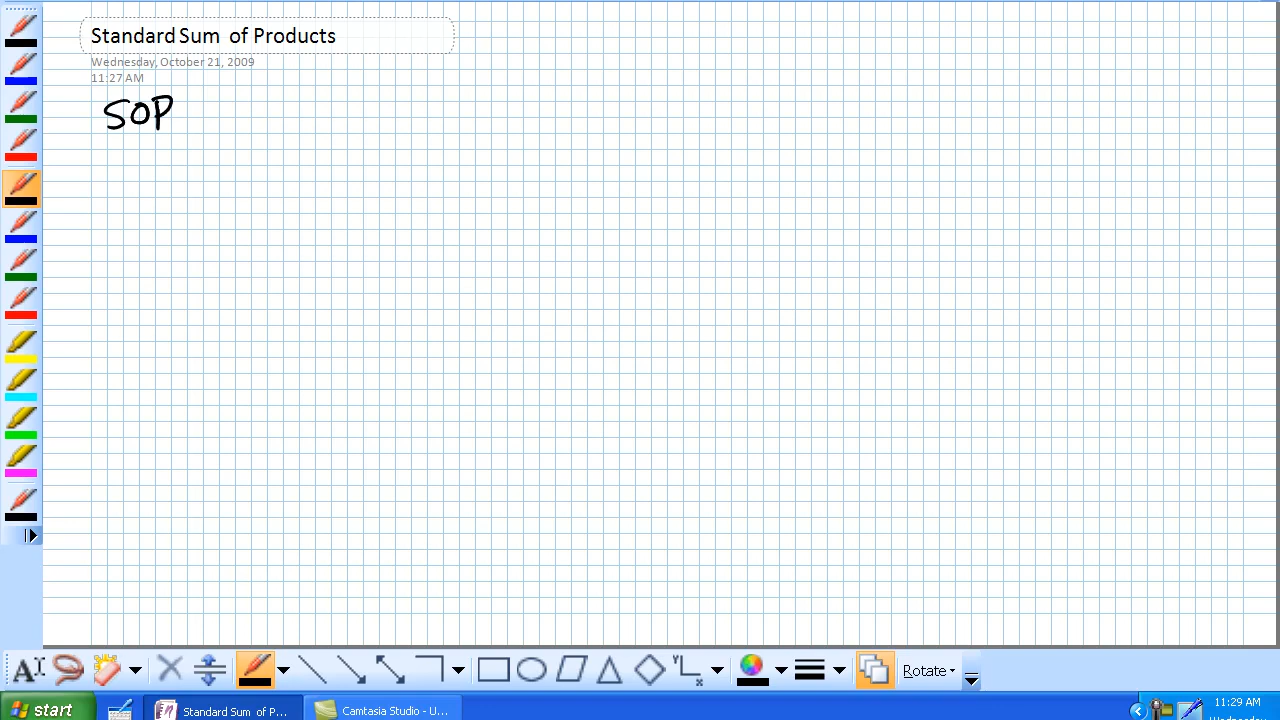 Standard Sum of Products
Wednesday, October 21, 2009
11:27 AM
SOP
A
Rotate
start
Standard Sum of P...
Camtasia Studio - U...
11:29 AM
Wednesday